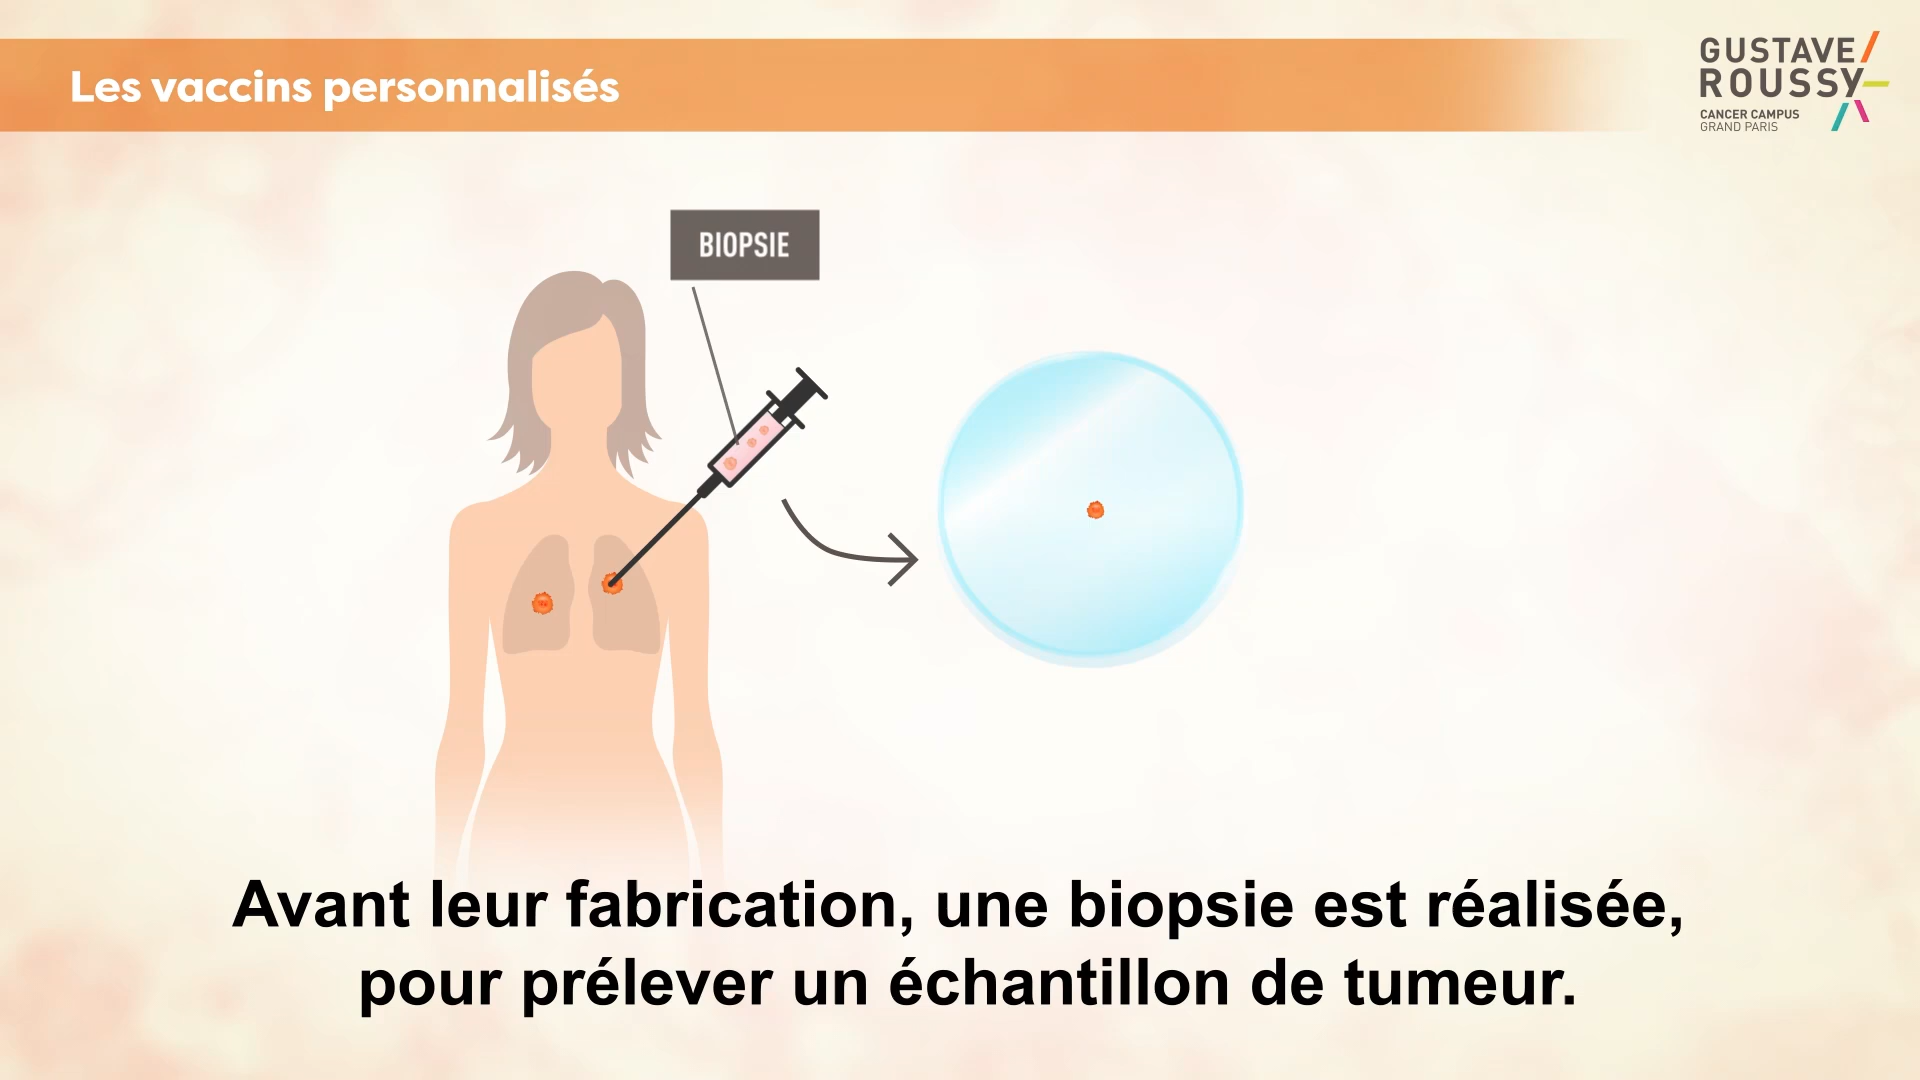 Les vaccins personnalisés
GUSTAVE
ROUSSY
CANCER CAMPUS
GRAND PARIS
BIOPSIE
Avant leur fabrication, une biopsie est réalisée,
pour prélever un échantillon de tumeur.